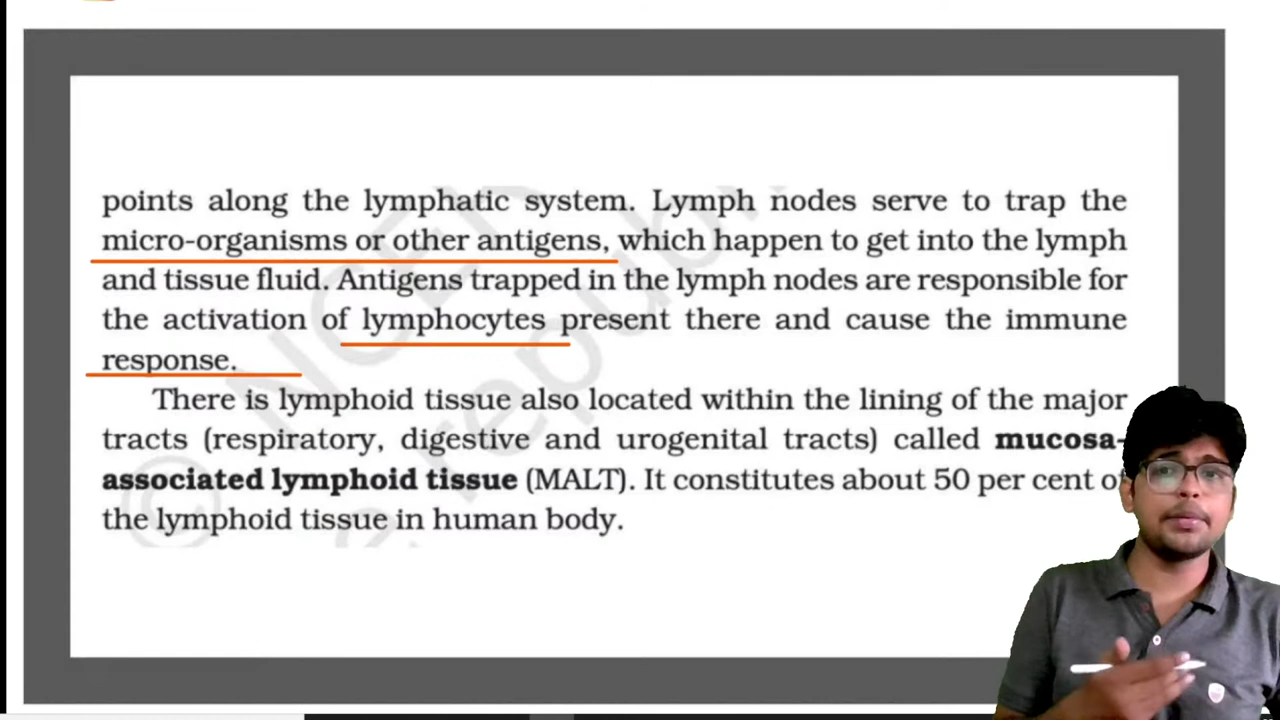 points along the lymphatic system. Lymph nodes serve to trap the
micro-organisms or other antigens, which happen to get into the lymph
and tissue fluid. Antigens trapped in the lymph nodes are responsible for
the activation of lymphocytes present there and cause the immune
response.
There is lymphoid tissue also located within the lining of the major
tracts (respiratory, digestive and urogenital tracts) called mucosa-
associated lymphoid tissue (MALT). It constitutes about 50 per cent of
the lymphoid tissue in human body.